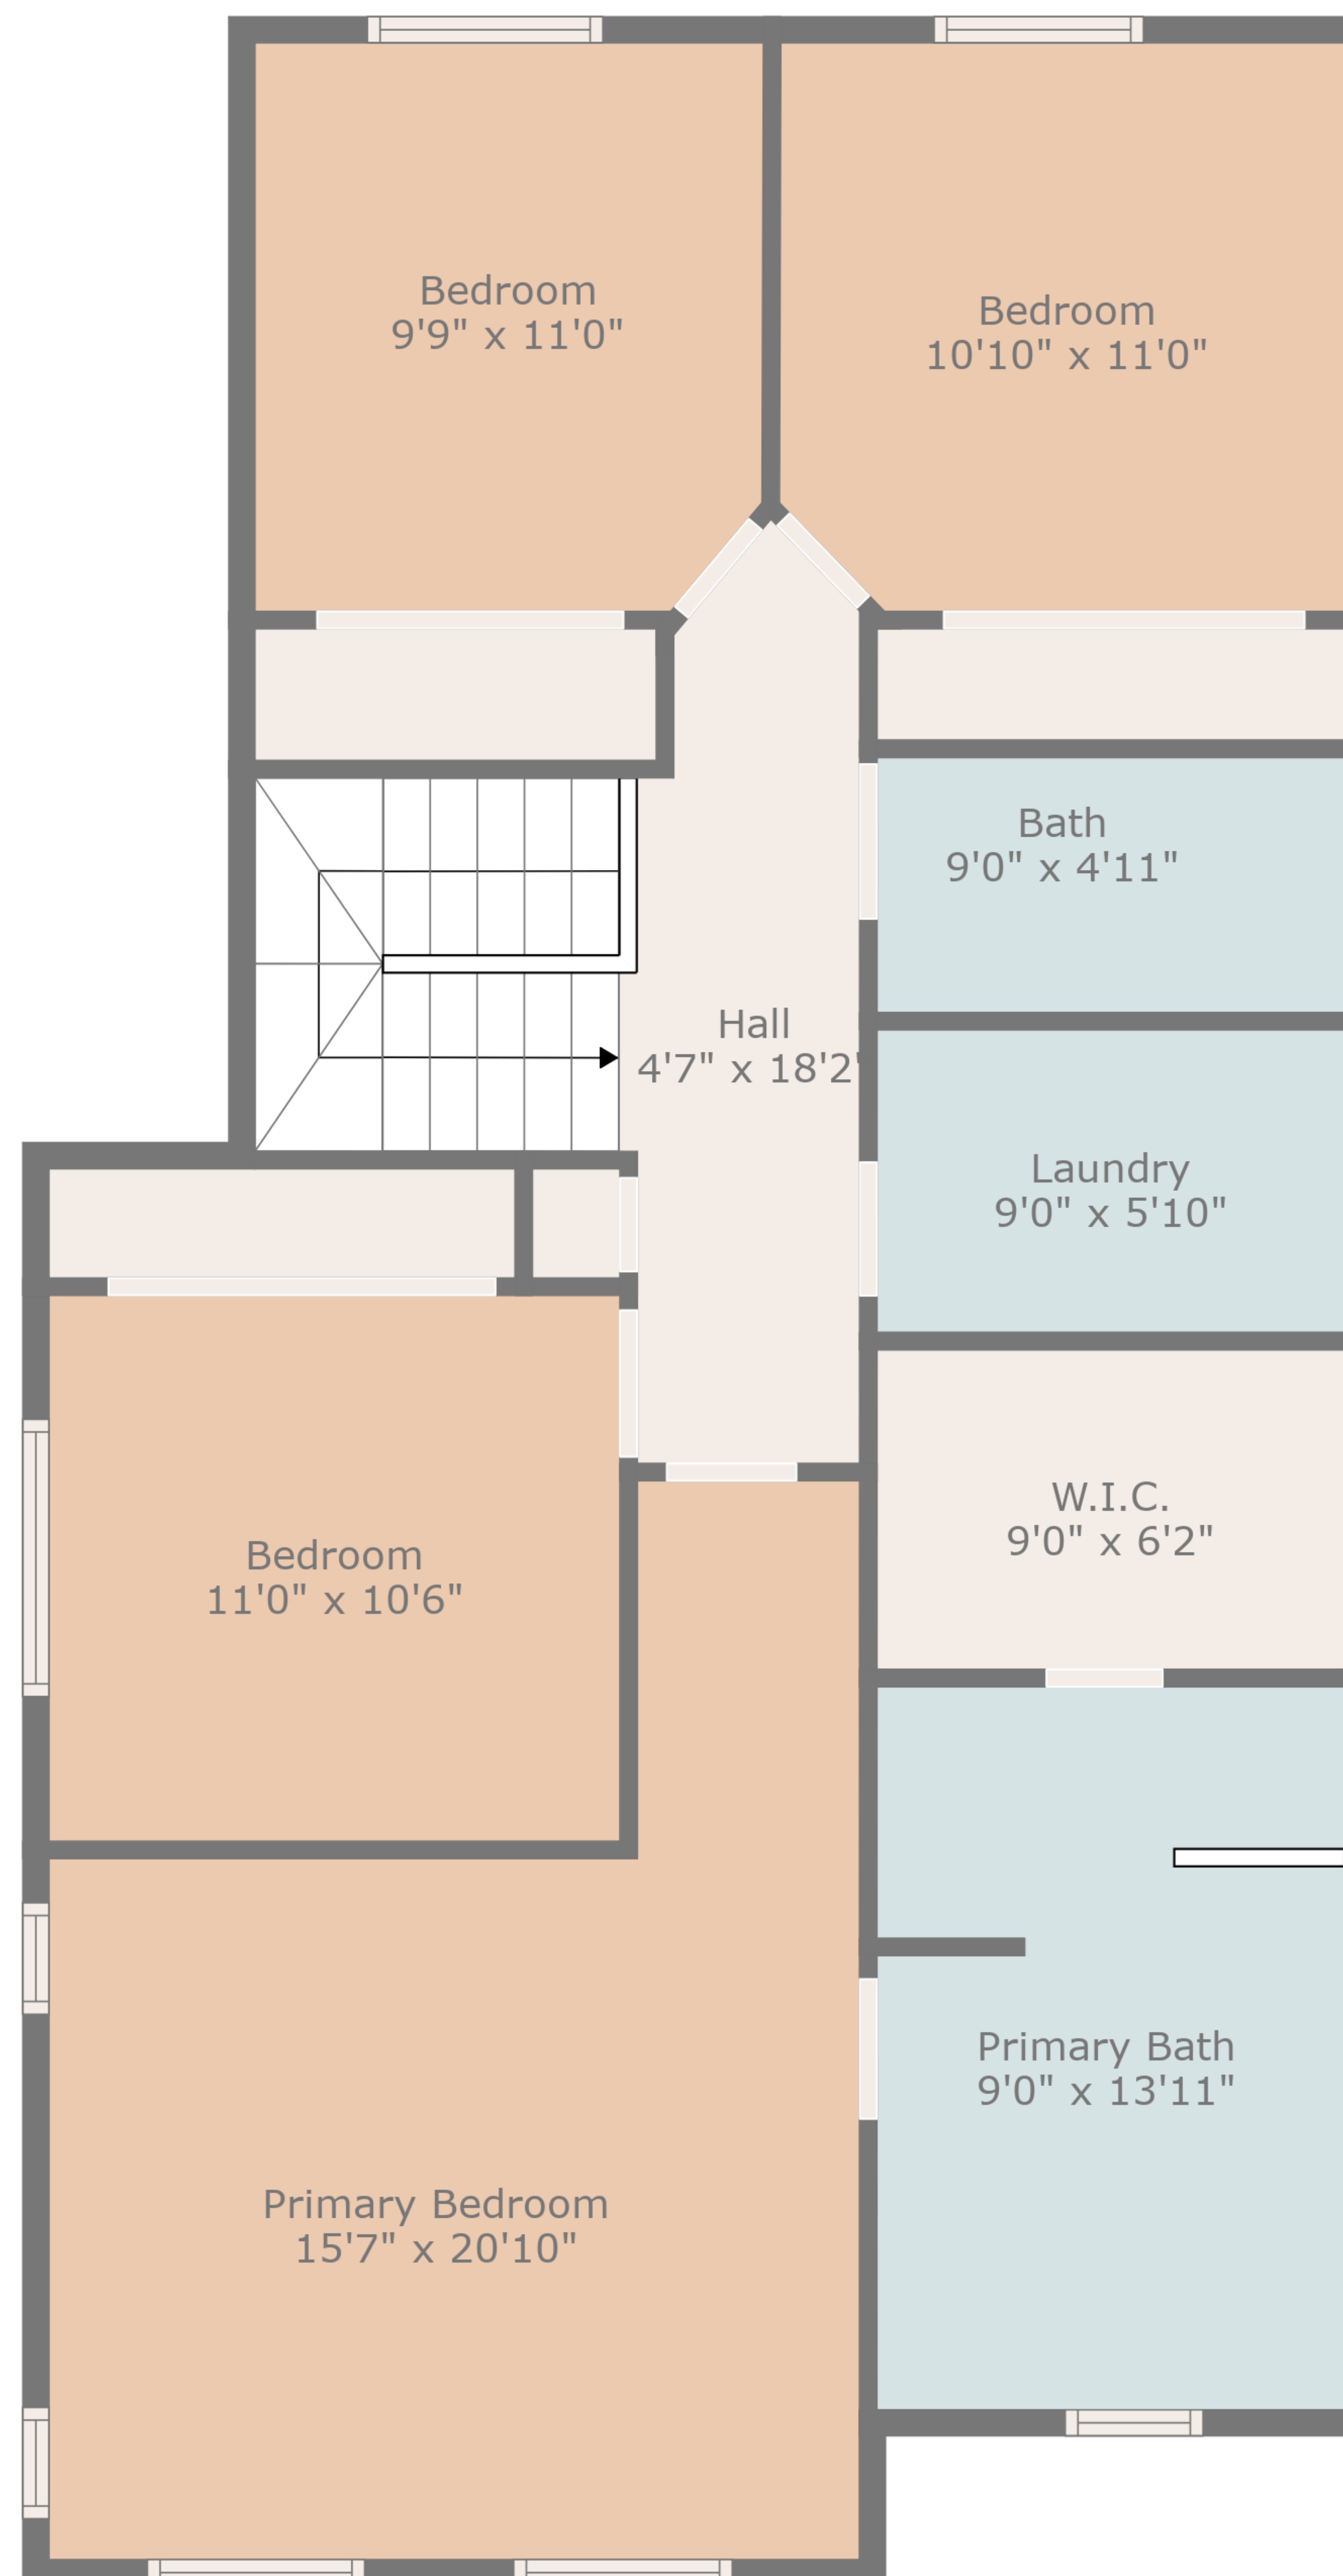 Bedroom
9'9" x 11'0"
Bedroom
10'10" x 11'0"
Bath
9'0" x 4'11"
Hall
4'7" x 18'2'
Laundry
9'0" x 5'10"
W.I.C.
9'0" x 6'2"
Bedroom
11'0" x 10'6"
Primary Bath
9'0" x 13'11"
Primary Bedroom
15'7" x 20'10"